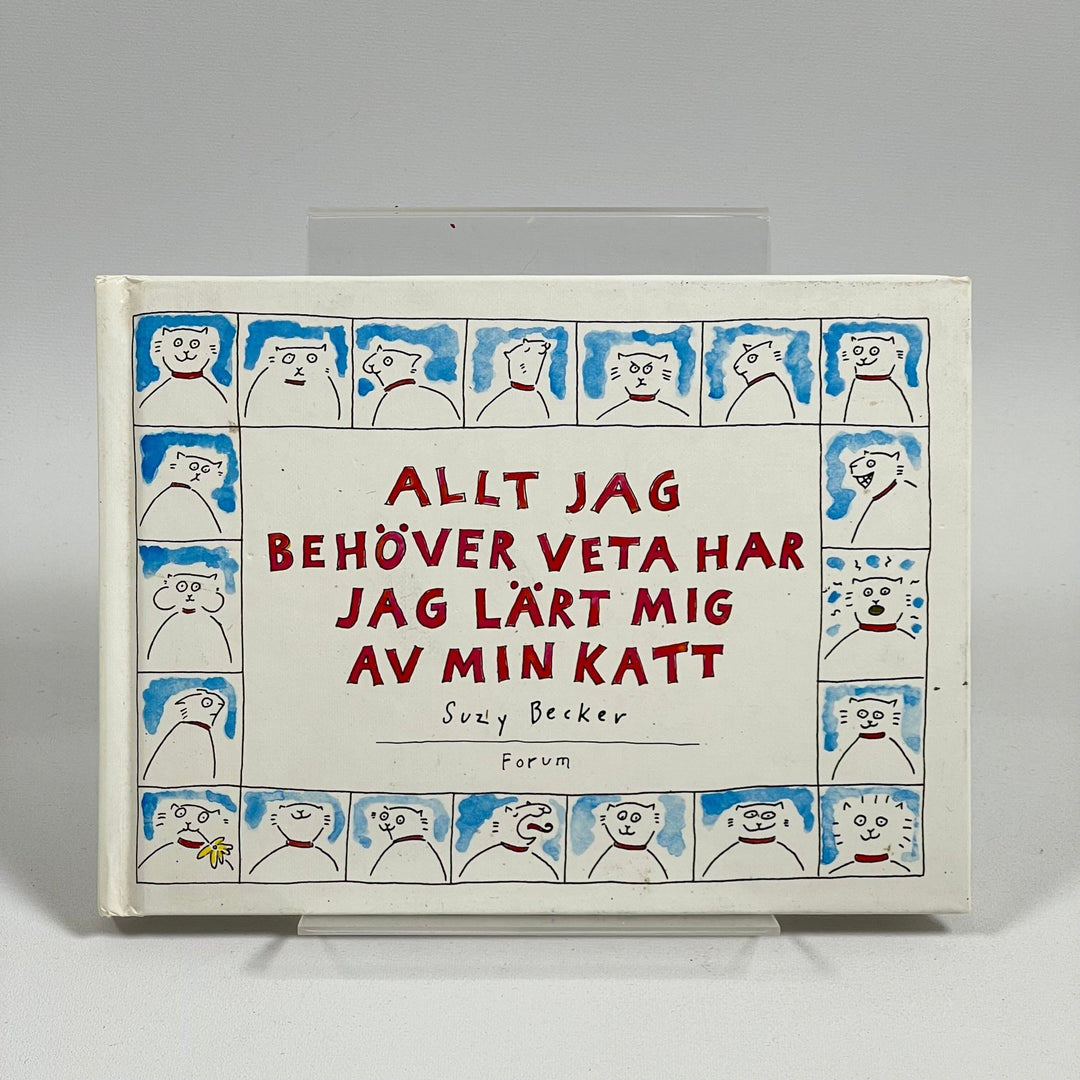 ALLT JAG
BEHÖVER VETA HAR
JAG LÄRT MIG
AV MIN KATT
Suzy Becker
Forum